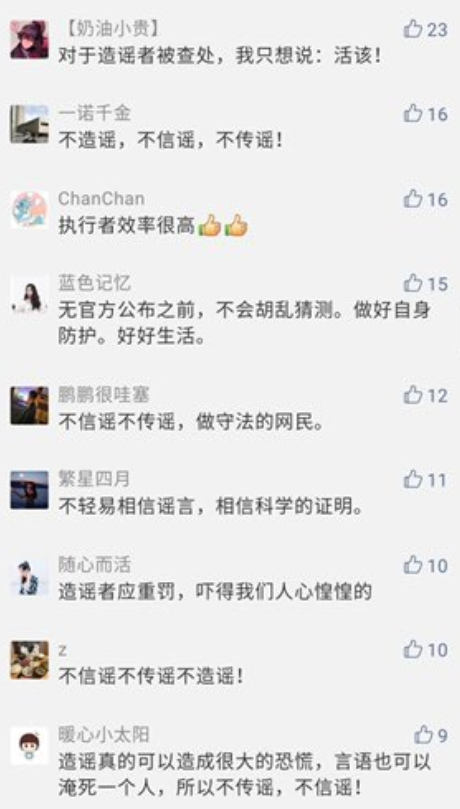 【奶油小贵】 23
对于造谣者被查处，我只想说：活该！
一诺千金 16
不造谣，不信谣，不传谣！
ChanChan 16
执行者效率很高👍👍
蓝色记忆 15
无官方公布之前，不会胡乱猜测。做好自身
防护。好好生活。
鹏鹏很哇塞 12
不信谣不传谣，做守法的网民。
繁星四月 11
不轻易相信谣言，相信科学的证明。
随心而活 10
造谣者应重罚，吓得我们人心惶惶的
z 10
不信谣不传谣不造谣！
暖心小太阳 9
造谣真的可以造成很大的恐慌，言语也可以
淹死一个人，所以不传谣，不信谣！